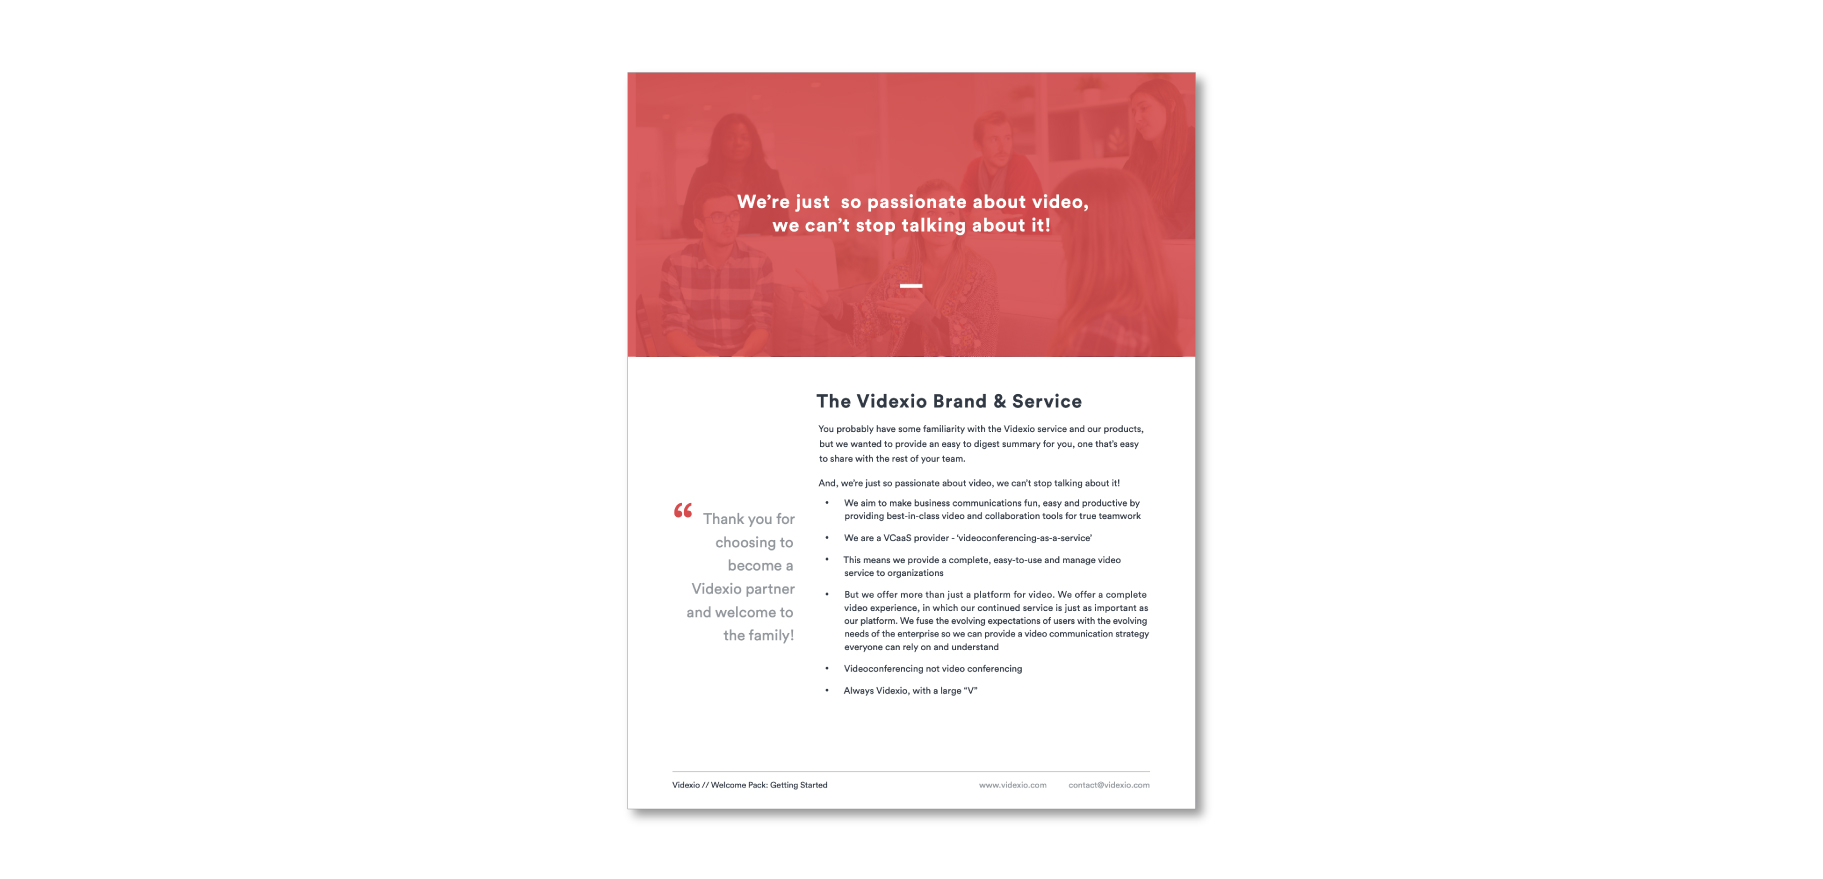 We’re just  so passionate about video,
we can’t stop talking about it!
The Videxio Brand & Service
You probably have some familiarity with the Videxio service and our products,
but we wanted to provide an easy to digest summary for you, one that’s easy
to share with the rest of your team.
And, we’re just so passionate about video, we can’t stop talking about it!
• We aim to make business communications fun, easy and productive by
providing best-in-class video and collaboration tools for true teamwork
• We are a VCaaS provider - ‘videoconferencing-as-a-service’
• This means we provide a complete, easy-to-use and manage video
service to organizations
• But we offer more than just a platform for video. We offer a complete
video experience, in which our continued service is just as important as
our platform. We fuse the evolving expectations of users with the evolving
needs of the enterprise so we can provide a video communication strategy
everyone can rely on and understand
• Videoconferencing not video conferencing
• Always Videxio, with a large “V”
“ Thank you for
choosing to
become a
Videxio partner
and welcome to
the family!
Videxio // Welcome Pack: Getting Started
www.videxio.com
contact@videxio.com